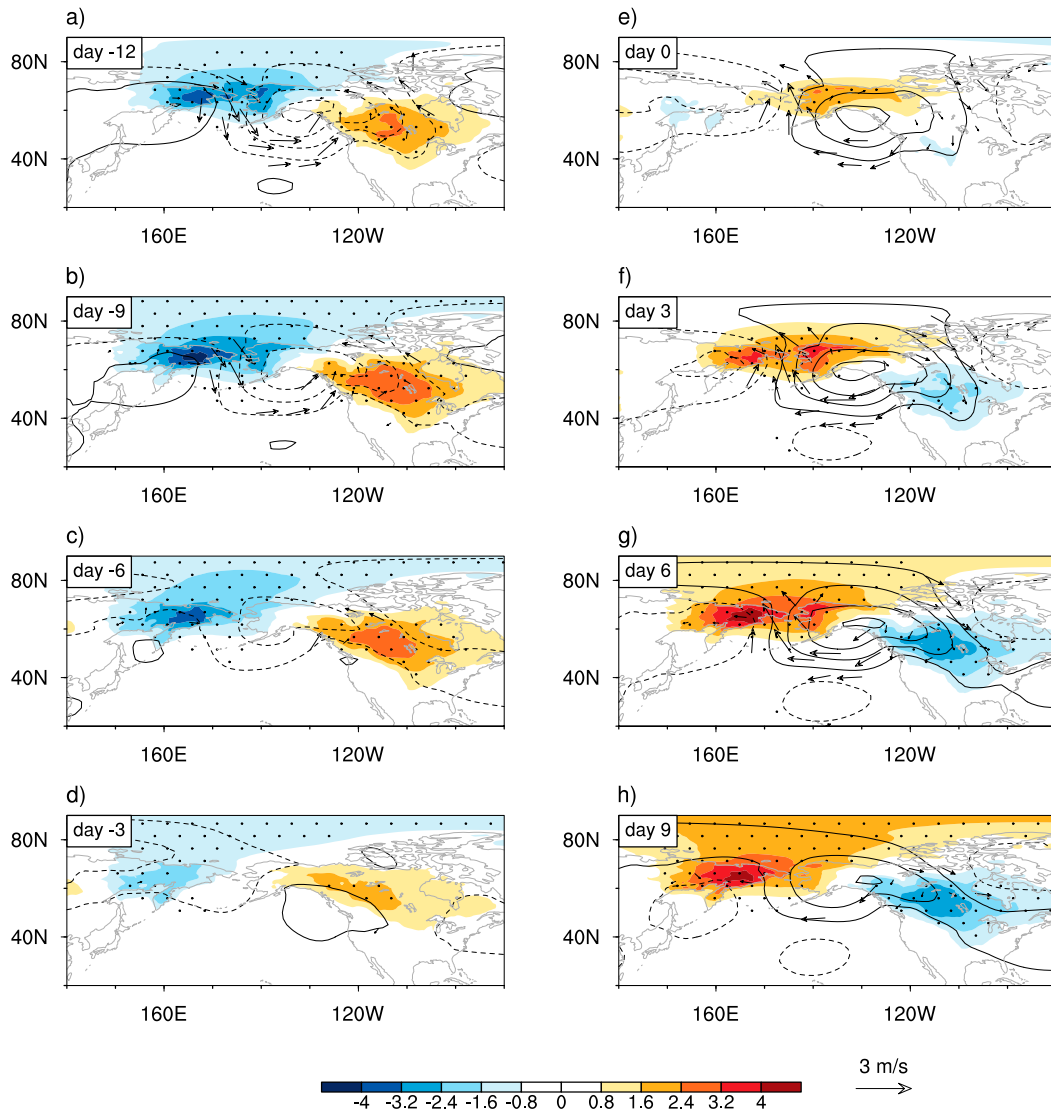 a)
day -12
80N
40N
160E
120W
b)
day -9
80N
40N
160E
120W
c)
day -6
80N
40N
160E
120W
d)
day -3
80N
40N
160E
120W
e)
day 0
80N
40N
160E
120W
f)
day 3
80N
40N
160E
120W
g)
day 6
80N
40N
160E
120W
h)
day 9
80N
40N
160E
120W
-4 -3.2 -2.4 -1.6 -0.8 0 0.8 1.6 2.4 3.2 4
3 m/s